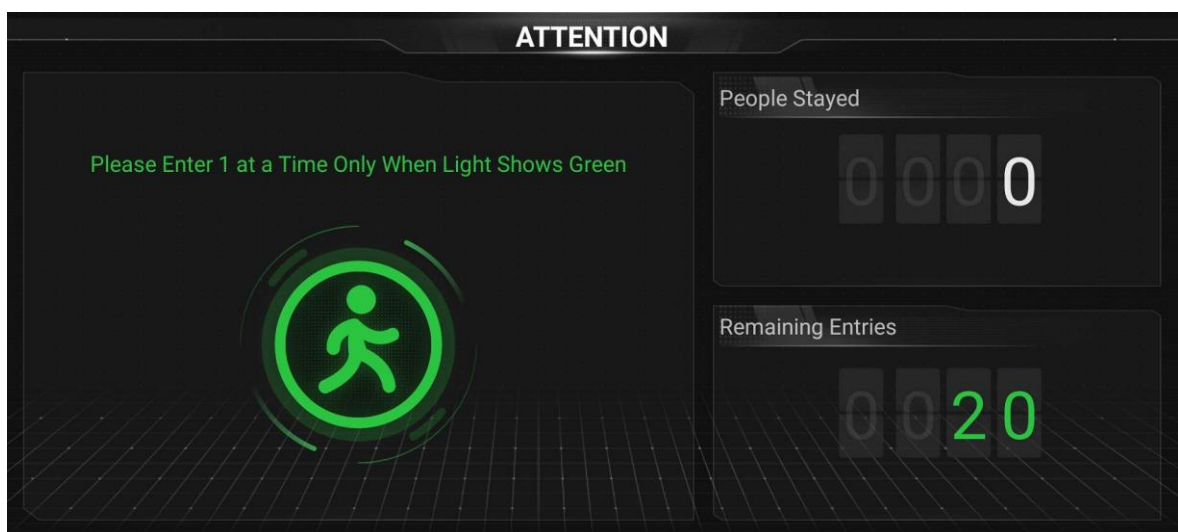 ATTENTION
Please Enter 1 at a Time Only When Light Shows Green
People Stayed
0000
Remaining Entries
0020